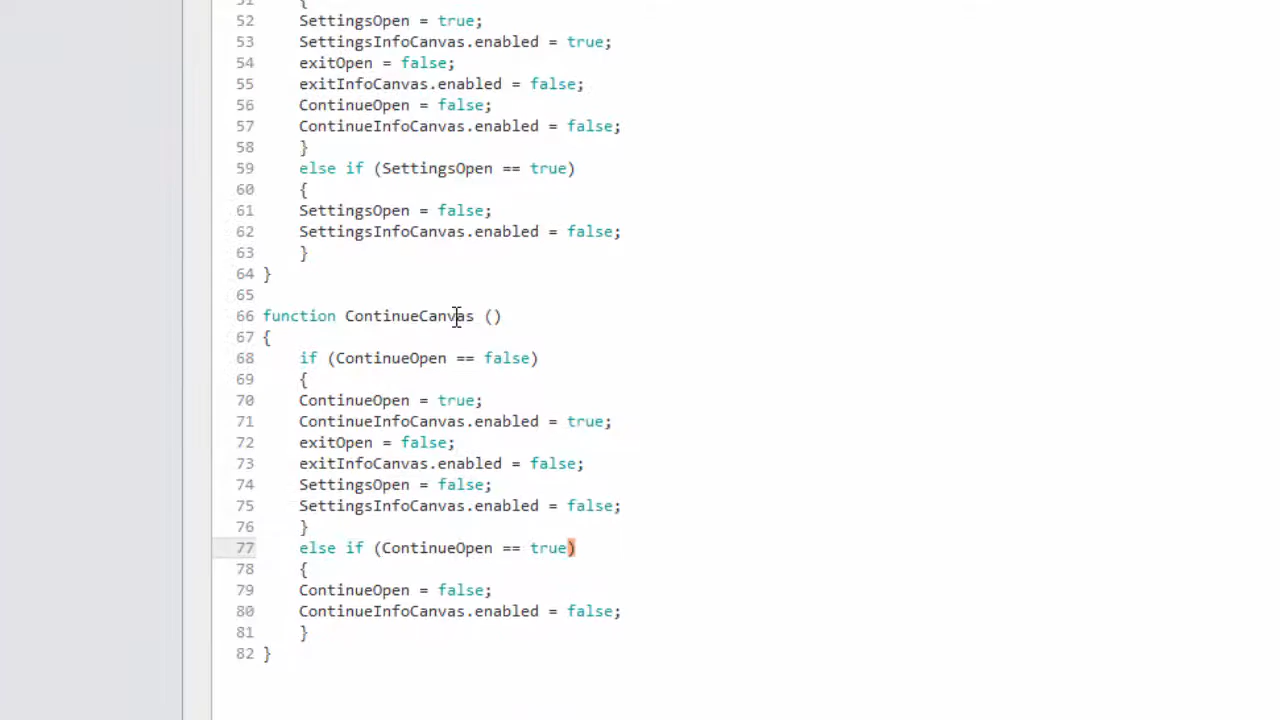 51 {
52 SettingsOpen = true;
53 SettingsInfoCanvas.enabled = true;
54 exitOpen = false;
55 exitInfoCanvas.enabled = false;
56 ContinueOpen = false;
57 ContinueInfoCanvas.enabled = false;
58 }
59 else if (SettingsOpen == true)
60 {
61 SettingsOpen = false;
62 SettingsInfoCanvas.enabled = false;
63 }
64 }
65
66 function ContinueCanvas ()
67 {
68 if (ContinueOpen == false)
69 {
70 ContinueOpen = true;
71 ContinueInfoCanvas.enabled = true;
72 exitOpen = false;
73 exitInfoCanvas.enabled = false;
74 SettingsOpen = false;
75 SettingsInfoCanvas.enabled = false;
76 }
77 else if (ContinueOpen == true)
78 {
79 ContinueOpen = false;
80 ContinueInfoCanvas.enabled = false;
81 }
82 }